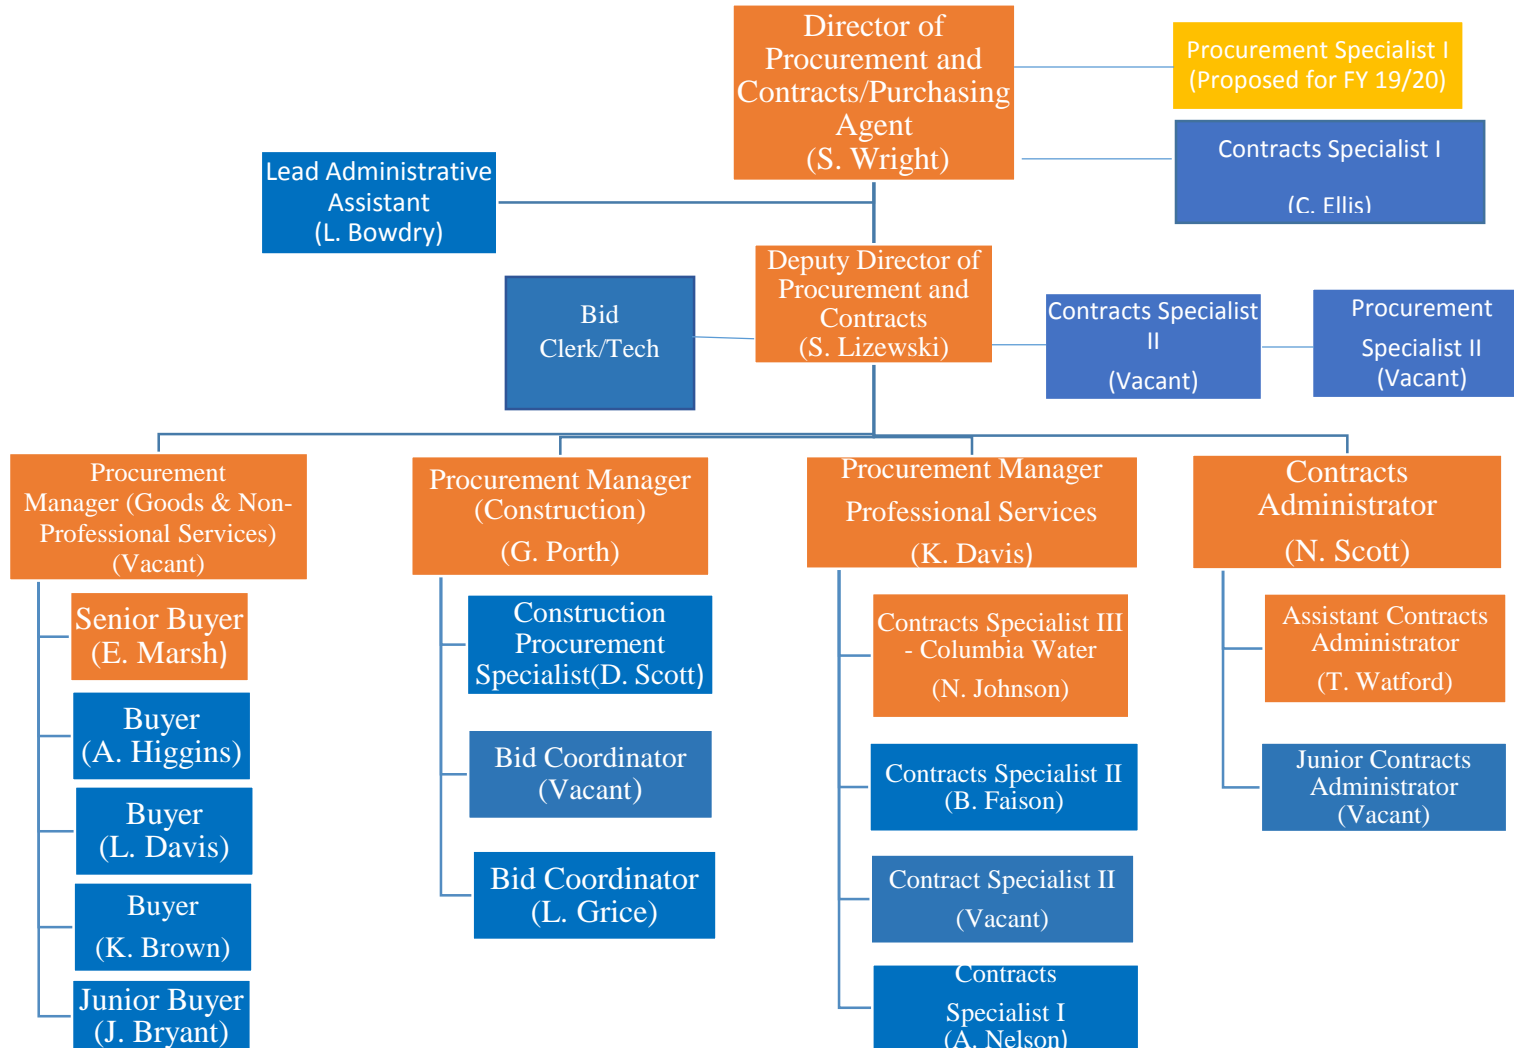 Director of
Procurement and
Contracts/Purchasing
Agent
(S. Wright)
Procurement Specialist I
(Proposed for FY 19/20)
Contracts Specialist I
(C. Ellis)
Lead Administrative
Assistant
(L. Bowdry)
Deputy Director of
Procurement and
Contracts
(S. Lizewski)
Bid
Clerk/Tech
Contracts Specialist
II
(Vacant)
Procurement
Specialist II
(Vacant)
Procurement
Manager (Goods & Non-
Professional Services)
(Vacant)
Procurement Manager
(Construction)
(G. Porth)
Procurement Manager
Professional Services
(K. Davis)
Contracts
Administrator
(N. Scott)
Senior Buyer
(E. Marsh)
Buyer
(A. Higgins)
Buyer
(L. Davis)
Buyer
(K. Brown)
Junior Buyer
(J. Bryant)
Construction
Procurement
Specialist(D. Scott)
Bid Coordinator
(Vacant)
Bid Coordinator
(L. Grice)
Contracts Specialist III
- Columbia Water
(N. Johnson)
Contracts Specialist II
(B. Faison)
Contract Specialist II
(Vacant)
Contracts
Specialist I
(A. Nelson)
Assistant Contracts
Administrator
(T. Watford)
Junior Contracts
Administrator
(Vacant)